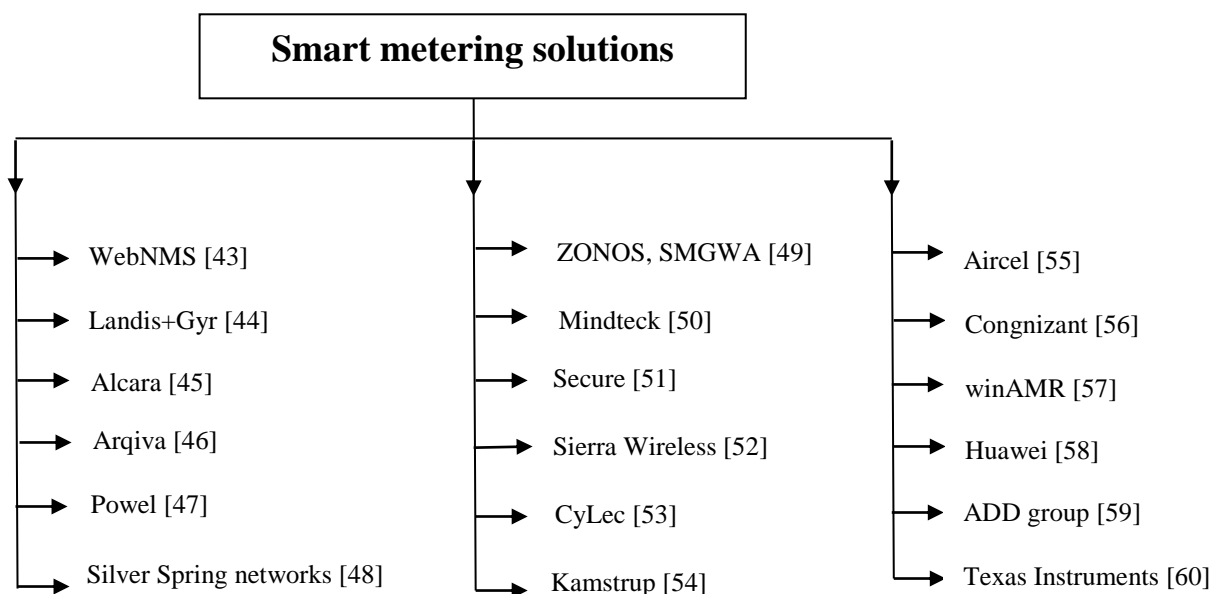 Smart metering solutions
WebNMS [43]
Landis+Gyr [44]
Alcara [45]
Arqiva [46]
Powel [47]
Silver Spring networks [48]
ZONOS, SMGWA [49]
Mindteck [50]
Secure [51]
Sierra Wireless [52]
CyLec [53]
Kamstrup [54]
Aircel [55]
Congnizant [56]
winAMR [57]
Huawei [58]
ADD group [59]
Texas Instruments [60]